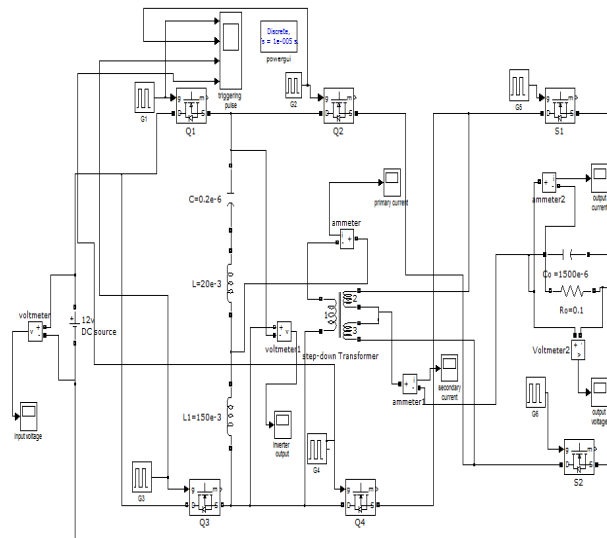 Discrete,
s = 1e-005 s
powergui
triggering
pulse
G1
g
m
D
S
Q1
G2
g
m
D
S
Q2
G5
g
m
D
S
S1
C=0.2e-6
primary current
ammeter
i
+
-
ammeter2
i
+
-
output
current
L=20e-3
Co =1500e-6
Ro=0.1
voltmeter
v
+
-
12v
DC source
voltmeter1
v
+
-
1
2
3
step-down Transformer
Voltmeter2
ammeter1
i
+
-
secondary
current
input voltage
L1=150e-3
inverter
output
output
voltage
G6
G4
G3
g
m
D
S
Q3
g
m
D
S
Q4
g
m
D
S
S2